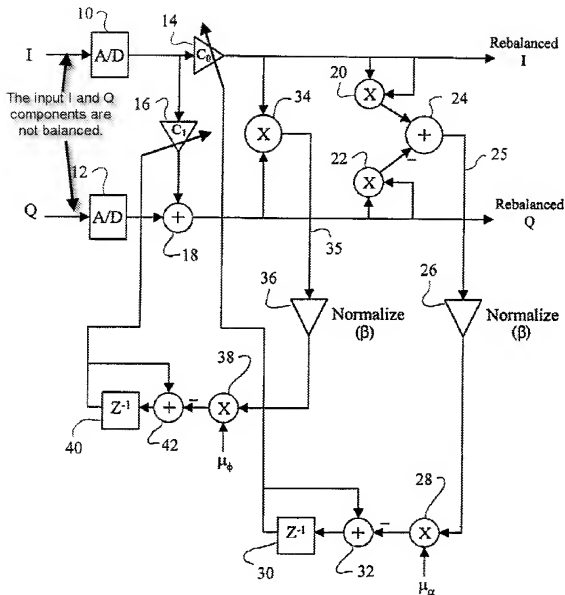 10
14
I
A/D
C₀
Rebalanced
I
The input I and Q
components are
not balanced.
16
C₁
34
X
20
X
24
+
22
X
−
25
12
Q
A/D
+
18
Rebalanced
Q
35
36
Normalize
(β)
26
Normalize
(β)
38
Z⁻¹
+
−
X
40
42
μϕ
28
Z⁻¹
+
−
X
30
32
μα